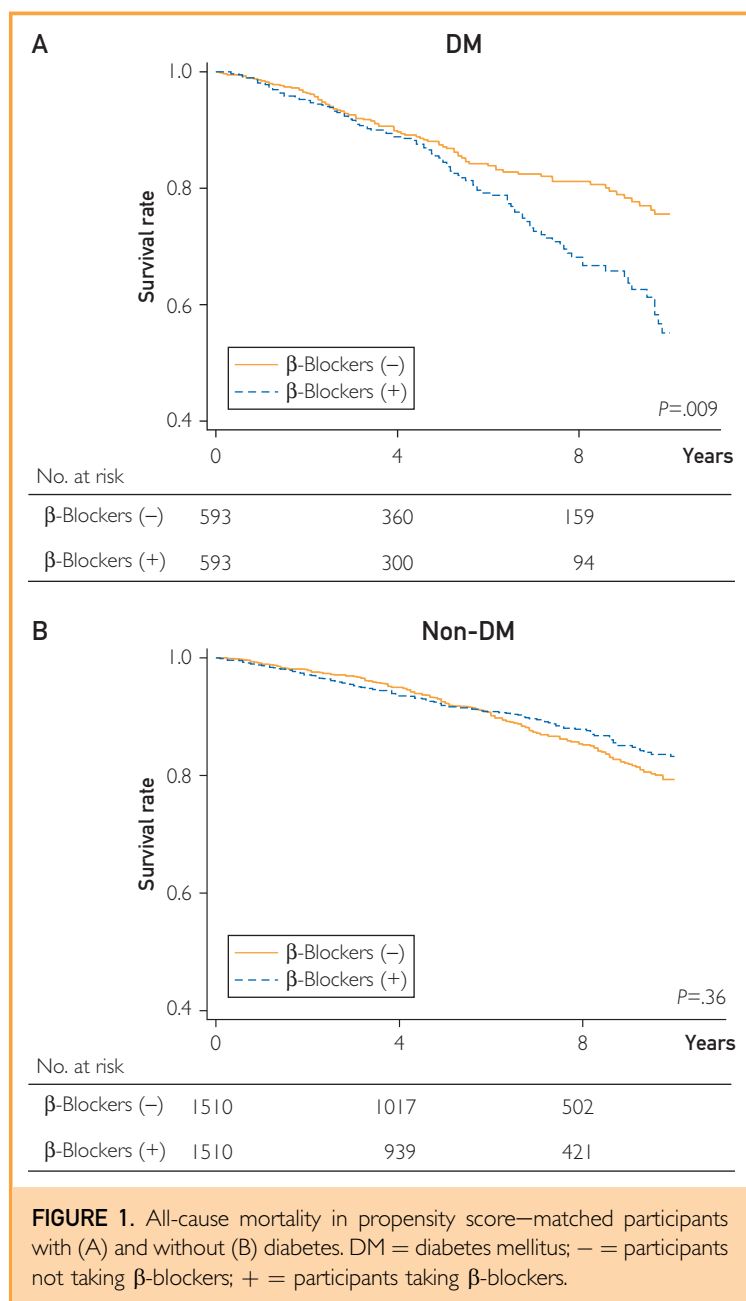 A
DM
1.0
0.8
0.6
0.4
Survival rate
β-Blockers (−)
β-Blockers (+)
P=.009
0 4 8 Years
No. at risk
β-Blockers (−) 593 360 159
β-Blockers (+) 593 300 94
B
Non-DM
1.0
0.8
0.6
0.4
Survival rate
β-Blockers (−)
β-Blockers (+)
P=.36
0 4 8 Years
No. at risk
β-Blockers (−) 1510 1017 502
β-Blockers (+) 1510 939 421
FIGURE 1. All-cause mortality in propensity score–matched participants
with (A) and without (B) diabetes. DM = diabetes mellitus; − = participants
not taking β-blockers; + = participants taking β-blockers.